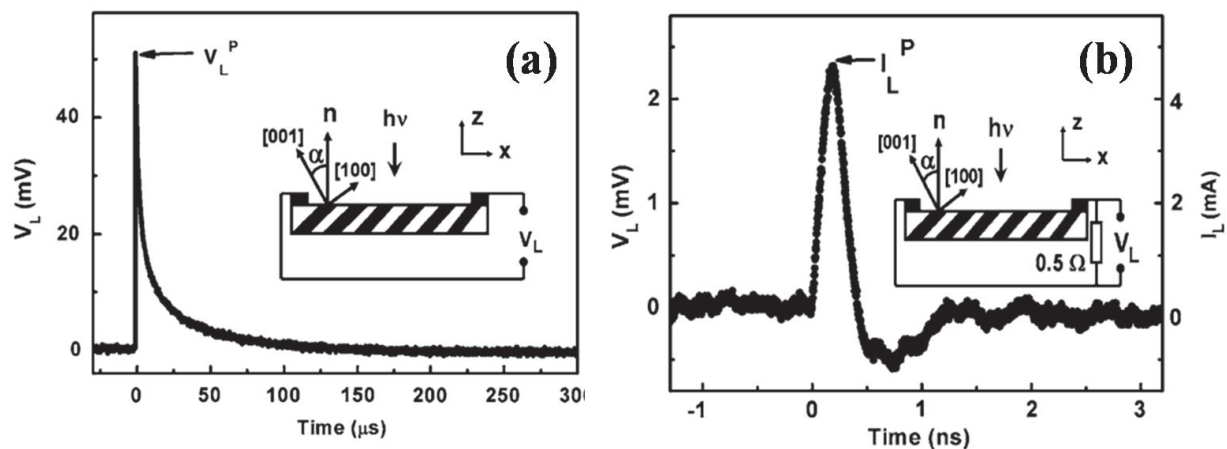 (a)
V_L^P
V_L (mV)
40
20
0
[001]
α
n
[100]
hν
z
x
V_L
0 50 100 150 200 250 300
Time (μs)
(b)
I_L^P
V_L (mV)
2
1
0
[001]
α
n
[100]
hν
z
x
0.5 Ω
V_L
4
2
0
I_L (mA)
-1 0 1 2 3
Time (ns)